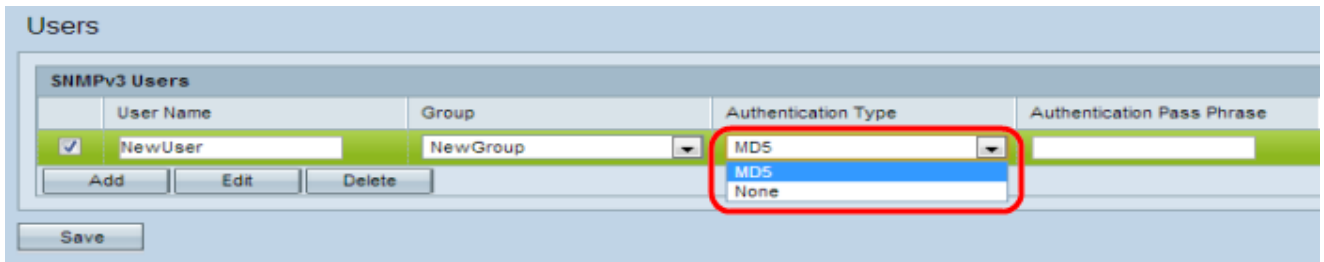 Users
SNMPv3 Users
User Name Group Authentication Type Authentication Pass Phrase
NewUser NewGroup MD5
MD5
None
Add Edit Delete
Save